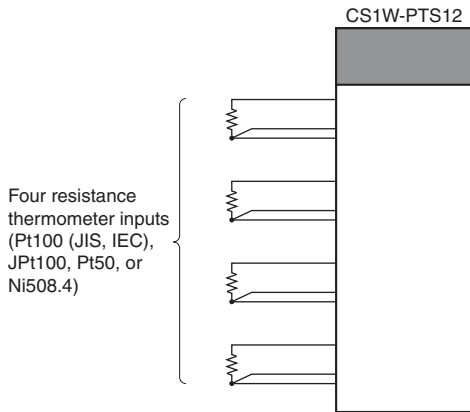 CS1W-PTS12
Four resistance
thermometer inputs
(Pt100 (JIS, IEC),
JPt100, Pt50, or
Ni508.4)